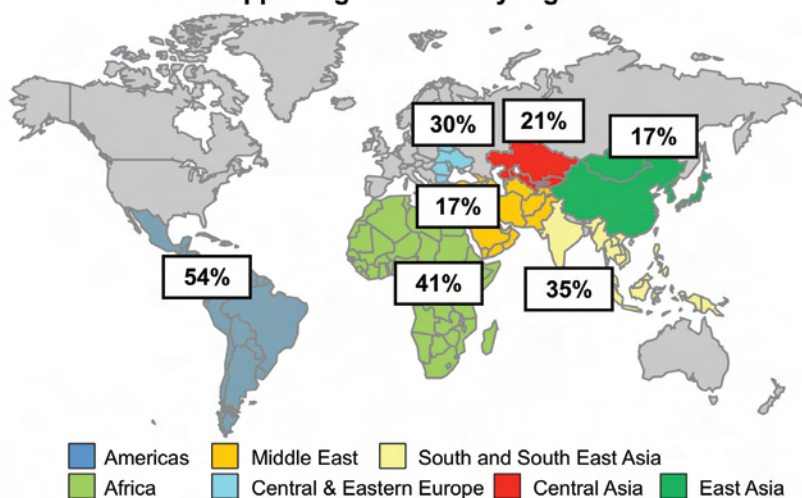 30%
21%
17%
17%
54%
41%
35%
Americas
Middle East
South and South East Asia
Africa
Central & Eastern Europe
Central Asia
East Asia